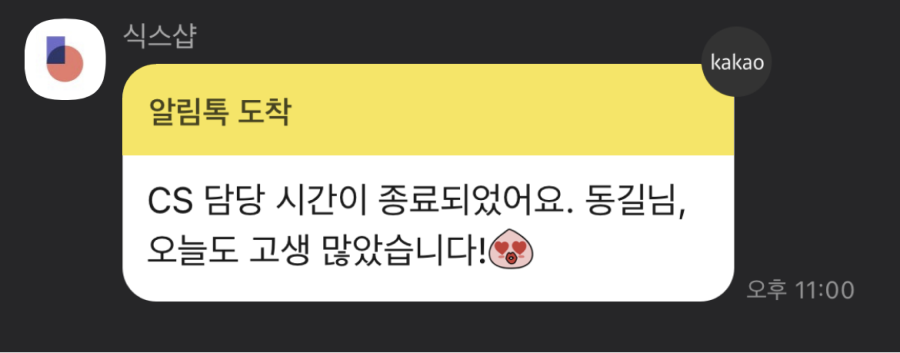 식스샵
kakao
알림톡 도착
CS 담당 시간이 종료되었어요. 동길님,
오늘도 고생 많았습니다!
오후 11:00